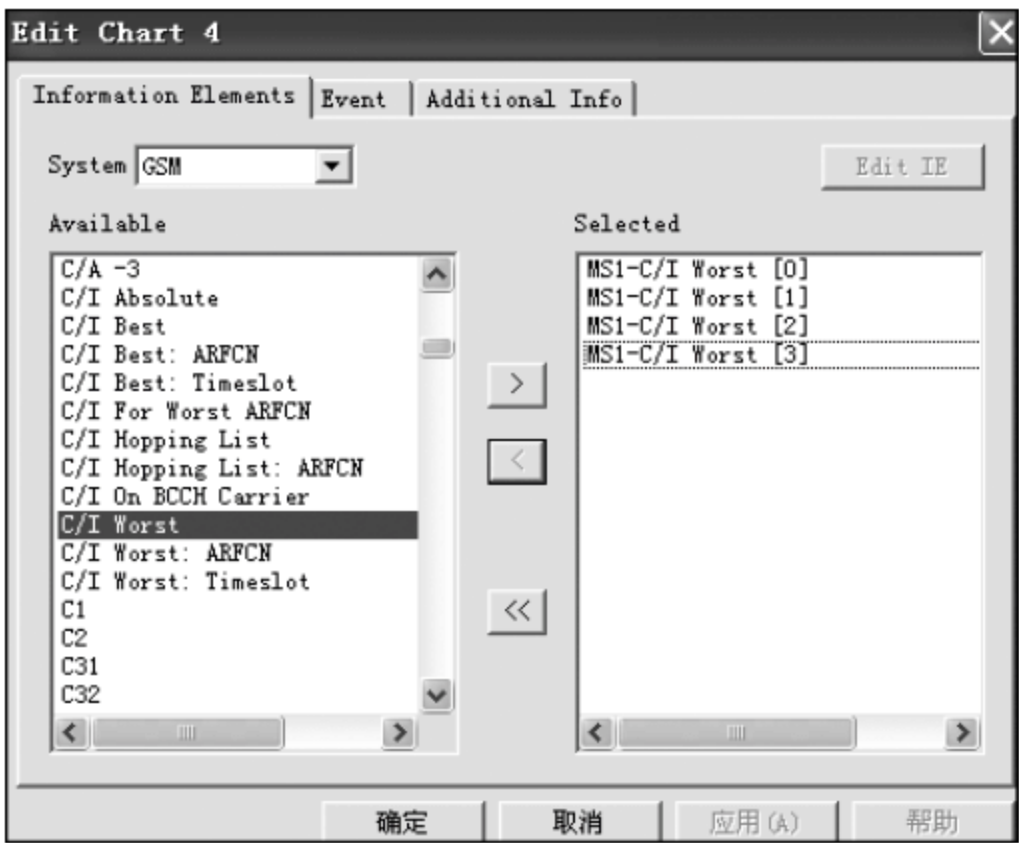 Edit Chart 4
Information Elements Event Additional Info
System GSM Edit IE
Available
C/A -3
C/I Absolute
C/I Best
C/I Best: ARFCN
C/I Best: Timeslot
C/I For Worst ARFCN
C/I Hopping List
C/I Hopping List: ARFCN
C/I On BCCH Carrier
C/I Worst
C/I Worst: ARFCN
C/I Worst: Timeslot
C1
C2
C31
C32
>
<
<<
Selected
MS1-C/I Worst [0]
MS1-C/I Worst [1]
MS1-C/I Worst [2]
MS1-C/I Worst [3]
确定 取消 应用(A) 帮助